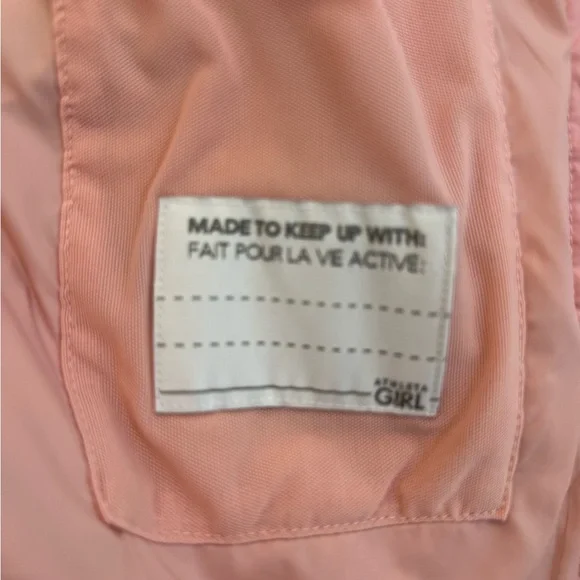 MADE TO KEEP UP WITH:
FAIT POUR LA VIE ACTIVE:
ATHLETA
GIRL